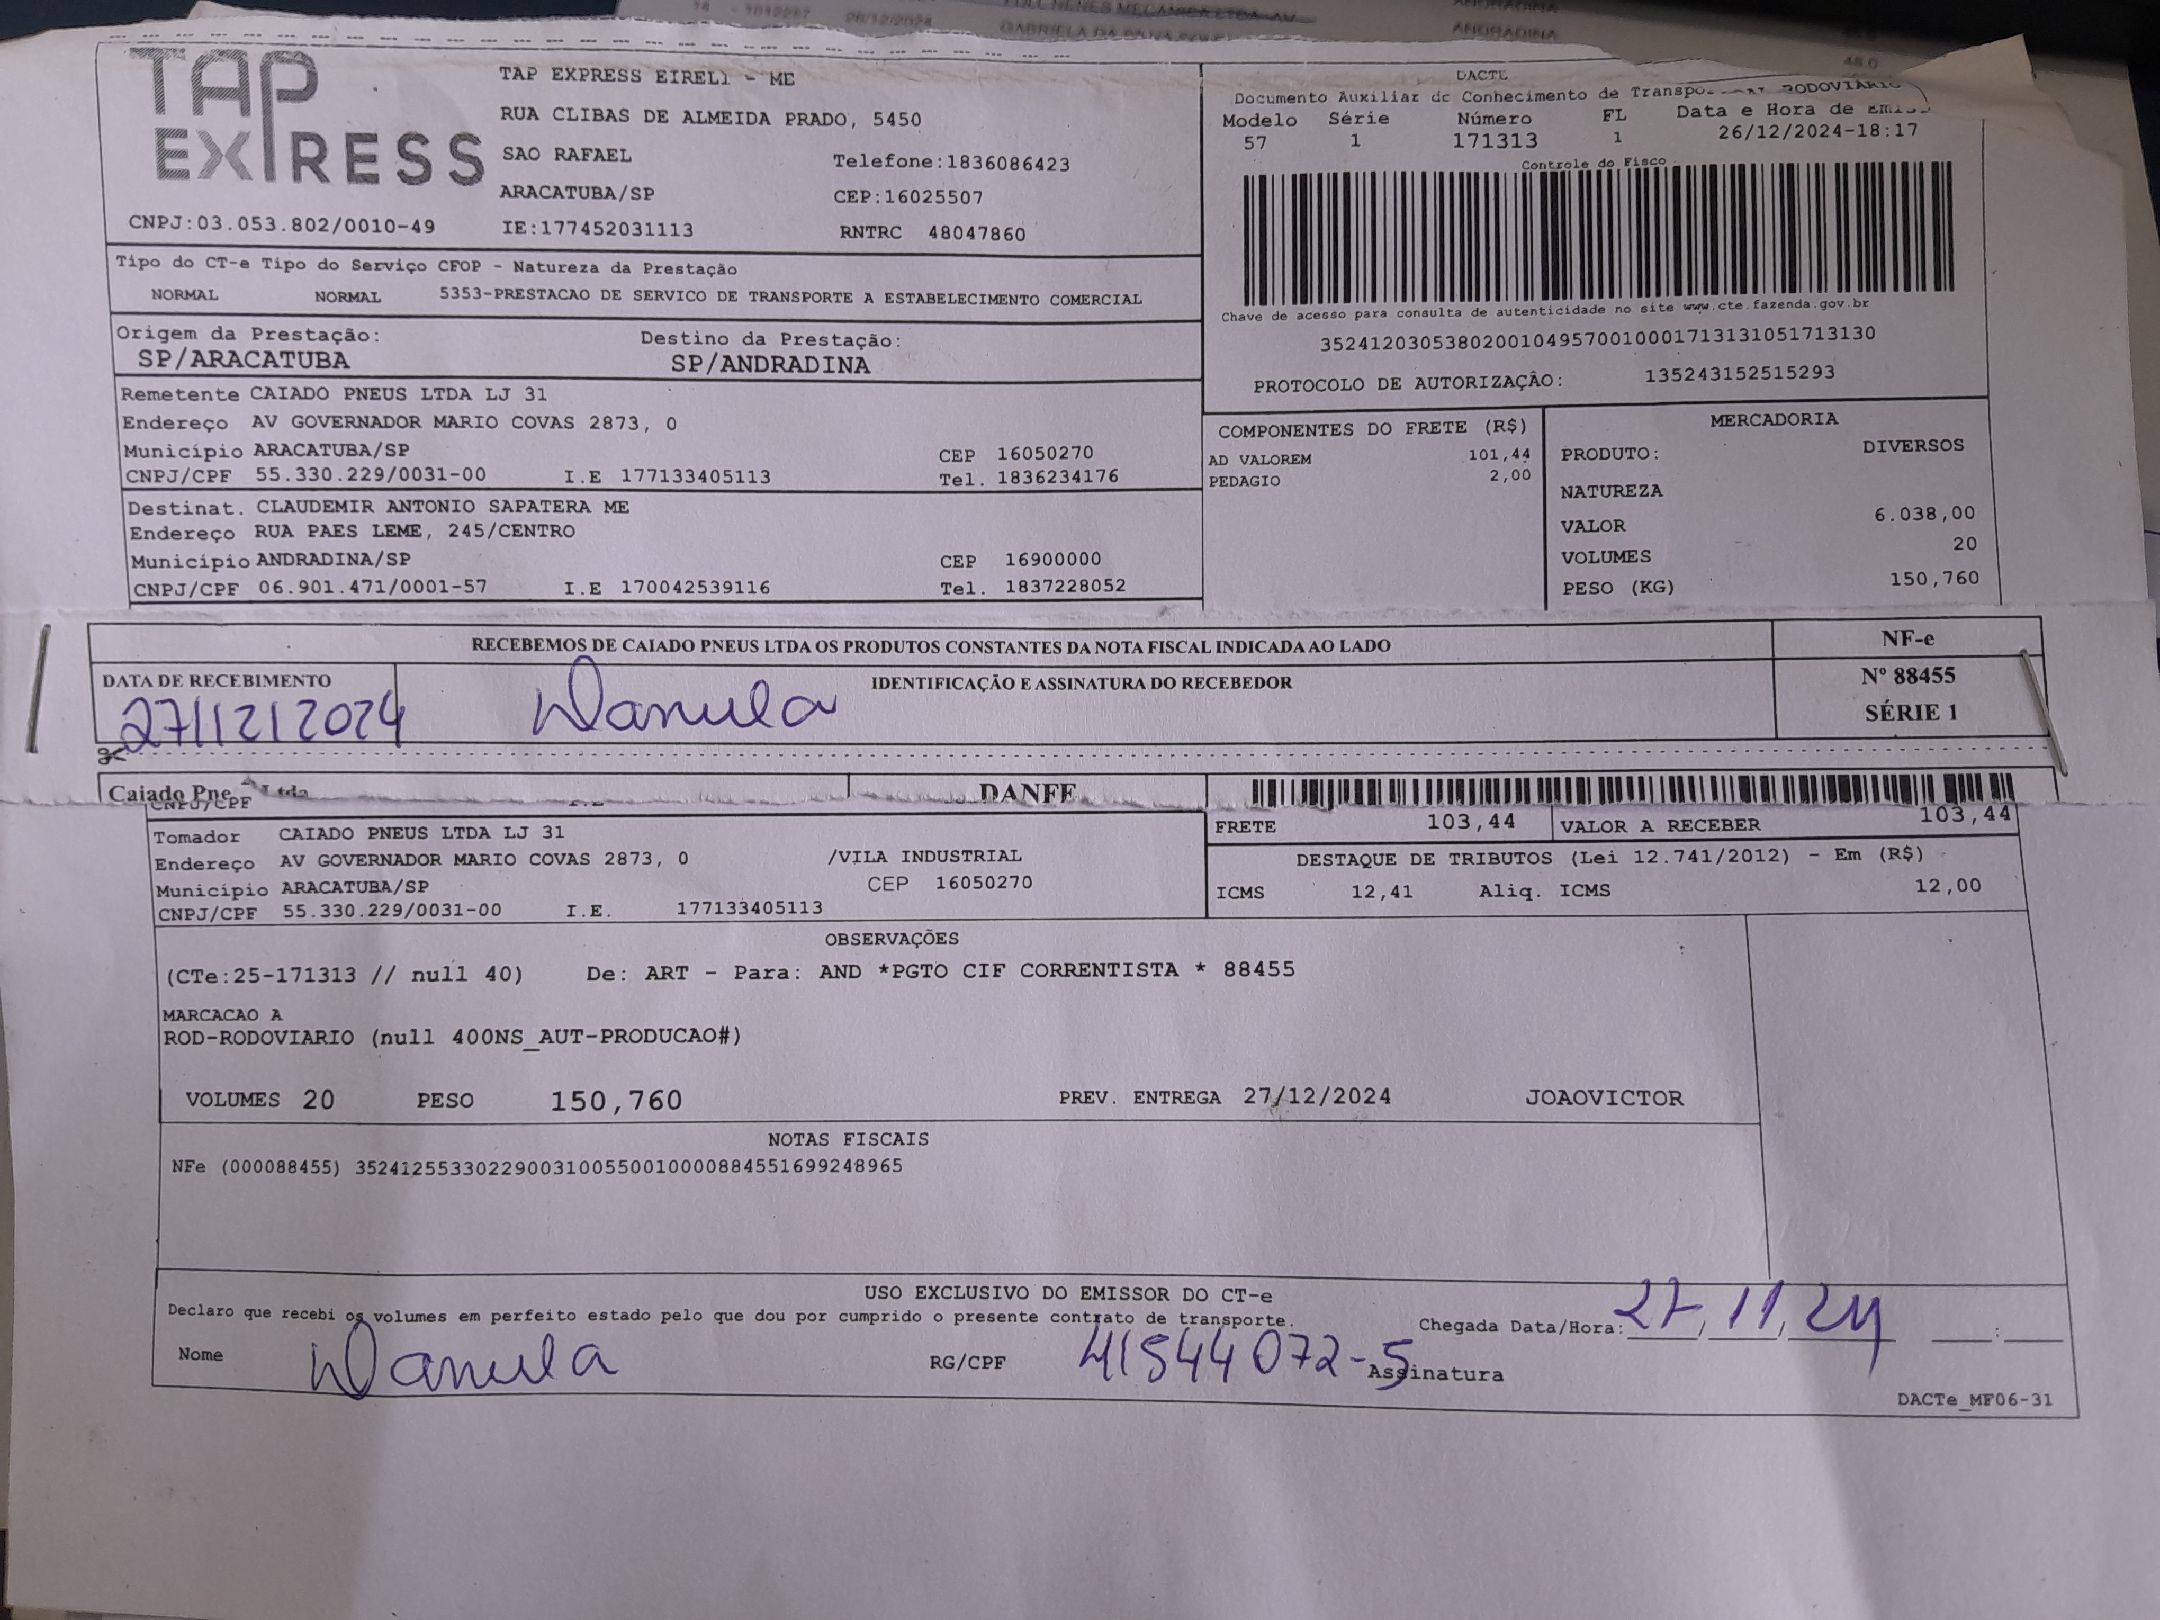 14 - 1012257 26/12/2024
ANDRADINA
ANDRADINA
TAP EXPRESS
TAP EXPRESS EIRELI - ME
RUA CLIBAS DE ALMEIDA PRADO, 5450
SAO RAFAEL Telefone:1836086423
ARACATUBA/SP CEP:16025507
CNPJ:03.053.802/0010-49 IE:177452031113 RNTRC 48047860
DACTE
Documento Auxiliar de Conhecimento de RODOVIARIO
Modelo Série Número FL Data e Hora de
57 1 171313 1 26/12/2024-18:17
Controle do Fisco
Chave de acesso para consulta de autenticidade no site www.cte.fazenda.gov.br
35241203053802001049570010001713131051713130
PROTOCOLO DE AUTORIZAÇÃO: 135243152515293
Tipo do CT-e Tipo do Serviço CFOP - Natureza da Prestação
NORMAL NORMAL 5353-PRESTACAO DE SERVICO DE TRANSPORTE A ESTABELECIMENTO COMERCIAL
Origem da Prestação: Destino da Prestação:
SP/ARACATUBA SP/ANDRADINA
Remetente CAIADO PNEUS LTDA LJ 31
Endereço AV GOVERNADOR MARIO COVAS 2873, 0
Município ARACATUBA/SP CEP 16050270
CNPJ/CPF 55.330.229/0031-00 I.E 177133405113 Tel. 1836234176
Destinat. CLAUDEMIR ANTONIO SAPATERA ME
Endereço RUA PAES LEME, 245/CENTRO
Município ANDRADINA/SP CEP 16900000
CNPJ/CPF 06.901.471/0001-57 I.E 170042539116 Tel. 1837228052
COMPONENTES DO FRETE (R$)
AD VALOREM 101,44
PEDAGIO 2,00
MERCADORIA
PRODUTO: DIVERSOS
NATUREZA
VALOR 6.038,00
VOLUMES 20
PESO (KG) 150,760
RECEBEMOS DE CAIADO PNEUS LTDA OS PRODUTOS CONSTANTES DA NOTA FISCAL INDICADA AO LADO
NF-e
Nº 88455
SÉRIE 1
DATA DE RECEBIMENTO IDENTIFICAÇÃO E ASSINATURA DO RECEBEDOR
27/12/2024 Danula
Caiado Ltda DANFE
CNPJ/CPF
Tomador CAIADO PNEUS LTDA LJ 31
Endereço AV GOVERNADOR MARIO COVAS 2873, 0 /VILA INDUSTRIAL
Município ARACATUBA/SP CEP 16050270
CNPJ/CPF 55.330.229/0031-00 I.E. 177133405113
FRETE 103,44 VALOR A RECEBER 103,44
DESTAQUE DE TRIBUTOS (Lei 12.741/2012) - Em (R$)
ICMS 12,41 Aliq. ICMS 12,00
OBSERVAÇÕES
(CTe:25-171313 // null 40) De: ART - Para: AND *PGTO CIF CORRENTISTA * 88455
MARCACAO A
ROD-RODOVIARIO (null 400NS_AUT-PRODUCAO#)
VOLUMES 20 PESO 150,760 PREV. ENTREGA 27/12/2024 JOAOVICTOR
NOTAS FISCAIS
NFe (000088455) 35241255330229003100550010000884551699248965
USO EXCLUSIVO DO EMISSOR DO CT-e
Declaro que recebi os volumes em perfeito estado pelo que dou por cumprido o presente contrato de transporte.
Chegada Data/Hora: 27/11/24 :
Nome Danula RG/CPF 41544072-5 Assinatura
DACTe_MF06-31